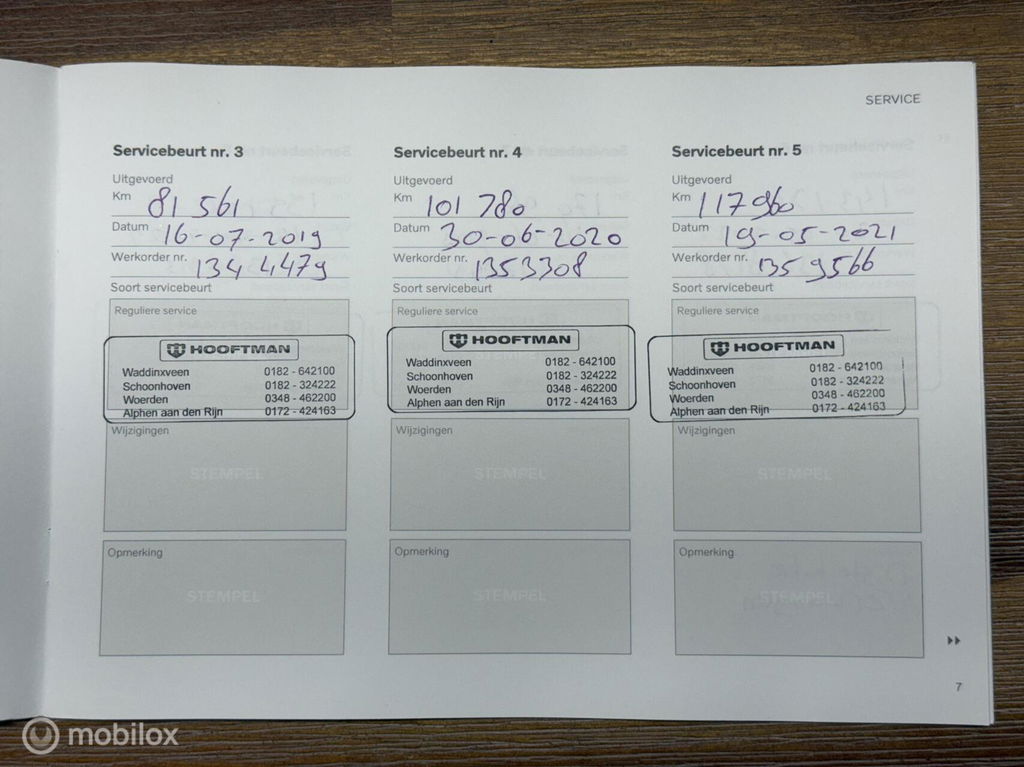 SERVICE
Servicebeurt nr. 3
Uitgevoerd
Km 81 561
Datum 16-07-2019
Werkorder nr. 134 4479
Soort servicebeurt
Reguliere service
HOOFTMAN
Waddinxveen 0182 - 642100
Schoonhoven 0182 - 324222
Woerden 0348 - 462200
Alphen aan den Rijn 0172 - 424163
Wijzigingen
STEMPEL
Opmerking
STEMPEL
Servicebeurt nr. 4
Uitgevoerd
Km 101 780
Datum 30-06-2020
Werkorder nr. 1353308
Soort servicebeurt
Reguliere service
HOOFTMAN
Waddinxveen 0182 - 642100
Schoonhoven 0182 - 324222
Woerden 0348 - 462200
Alphen aan den Rijn 0172 - 424163
Wijzigingen
STEMPEL
Opmerking
STEMPEL
Servicebeurt nr. 5
Uitgevoerd
Km 117960
Datum 19-05-2021
Werkorder nr. 1359566
Soort servicebeurt
Reguliere service
HOOFTMAN
Waddinxveen 0182 - 642100
Schoonhoven 0182 - 324222
Woerden 0348 - 462200
Alphen aan den Rijn 0172 - 424163
Wijzigingen
STEMPEL
Opmerking
STEMPEL
7
mobilox